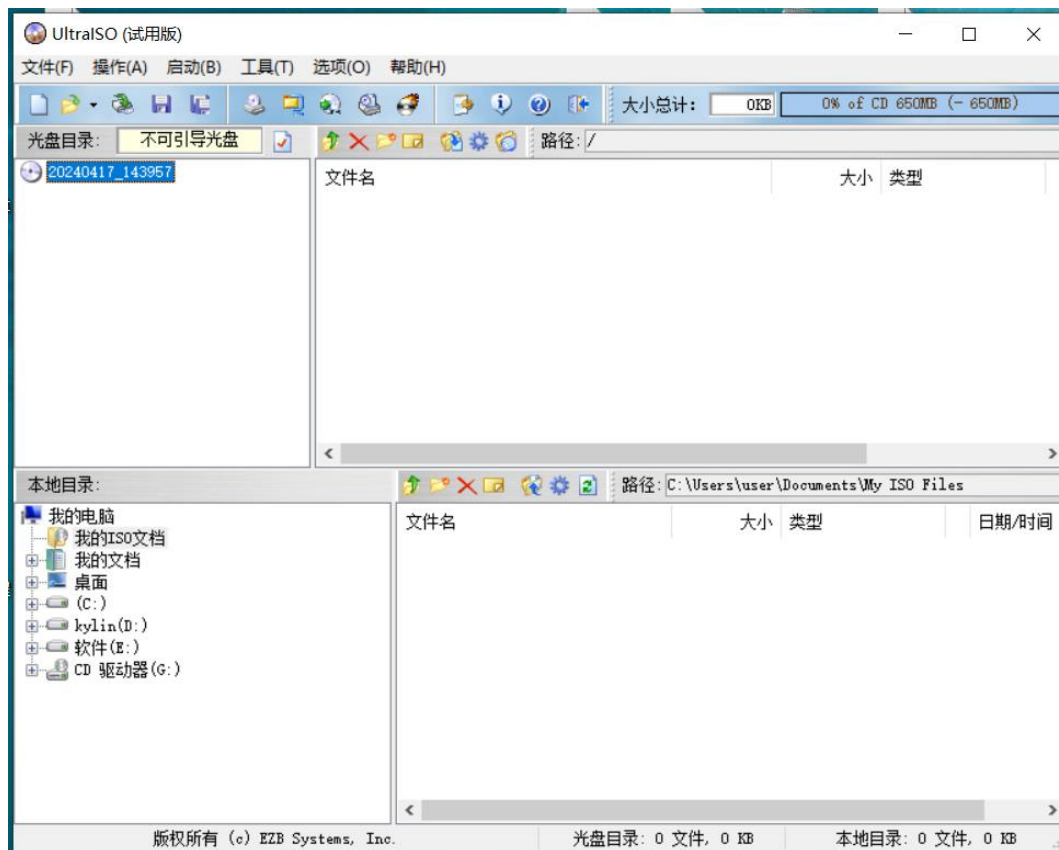 UltraISO (试用版)
文件(F) 操作(A) 启动(B) 工具(T) 选项(O) 帮助(H)
大小总计: 0KB 0% of CD 650MB (- 650MB)
光盘目录: 不可引导光盘 路径: /
20240417_143957
文件名 大小 类型
本地目录: 路径: C:\Users\user\Documents\My ISO Files
我的电脑
我的ISO文档
我的文档
桌面
(C:)
kylin(D:)
软件(E:)
CD 驱动器(G:)
文件名 大小 类型 日期/时间
版权所有 (c) EZB Systems, Inc. 光盘目录: 0 文件, 0 KB 本地目录: 0 文件, 0 KB